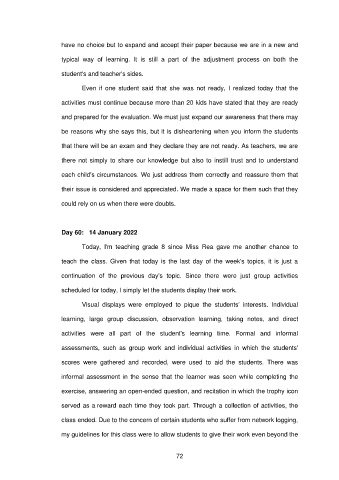 have no choice but to expand and accept their paper because we are in a new and
typical way of learning. It is still a part of the adjustment process on both the
student's and teacher's sides.
Even if one student said that she was not ready, I realized today that the
activities must continue because more than 20 kids have stated that they are ready
and prepared for the evaluation. We must just expand our awareness that there may
be reasons why she says this, but it is disheartening when you inform the students
that there will be an exam and they declare they are not ready. As teachers, we are
there not simply to share our knowledge but also to instill trust and to understand
each child's circumstances. We just address them correctly and reassure them that
their issue is considered and appreciated. We made a space for them such that they
could rely on us when there were doubts.
Day 60: 14 January 2022
Today, I'm teaching grade 8 since Miss Rea gave me another chance to
teach the class. Given that today is the last day of the week's topics, it is just a
continuation of the previous day's topic. Since there were just group activities
scheduled for today, I simply let the students display their work.
Visual displays were employed to pique the students' interests. Individual
learning, large group discussion, observation learning, taking notes, and direct
activities were all part of the student's learning time. Formal and informal
assessments, such as group work and individual activities in which the students'
scores were gathered and recorded, were used to aid the students. There was
informal assessment in the sense that the learner was seen while completing the
exercise, answering an open-ended question, and recitation in which the trophy icon
served as a reward each time they took part. Through a collection of activities, the
class ended. Due to the concern of certain students who suffer from network logging,
my guidelines for this class were to allow students to give their work even beyond the
72